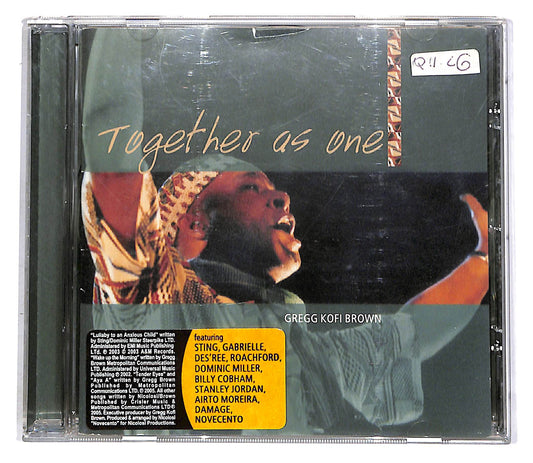 Q11-26
Together as one
GREGG KOFI BROWN
"Lullaby to an Anxious Child" written
by Sting/Dominic Miller Steerpike LTD.
Administered by EMI Music Publishing
Ltd. ℗ 2003 © 2003 A&M Records.
"Wake up the Morning" written by Gregg
Brown Metropolitan Communications
LTD. Administered by Universal Music
Publishing © 2002. "Tender Eyes" and
"Aya A" written by Gregg Brown
Published by Metropolitan
Communications LTD. © 2005. All other
songs written by Nicolosi/Brown
Published by Crisler Music &
Metropolitan Communications LTD©
2005. Executive producer by Gregg Kofi
Brown. Produced & arranged by Nicolosi
"Novecento" for Nicolosi Productions.
featuring
STING, GABRIELLE,
DES'REE, ROACHFORD,
DOMINIC MILLER,
BILLY COBHAM,
STANLEY JORDAN,
AIRTO MOREIRA,
DAMAGE,
NOVECENTO